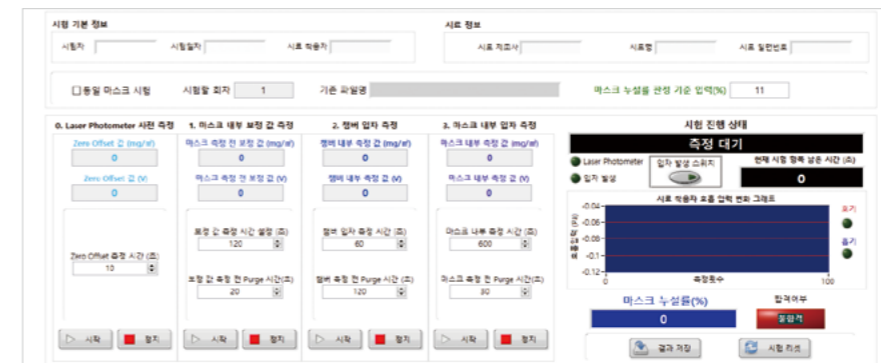 시험 기본 정보
시료 정보
시험자
시험일자
시료 착용자
시료 제조사
시료명
시료 일련번호
동일 마스크 시험
시험할 회차
1
기존 파일명
마스크 누설률 판정 기준 입력(%)
11
0. Laser Photometer 사전 측정
1. 마스크 내부 보정 값 측정
2. 챔버 입자 측정
3. 마스크 내부 입자 측정
시험 진행 상태
Zero Offset 값 (mg/㎥)
마스크 측정 전 보정 값 (mg/㎥)
챔버 내부 측정 값 (mg/㎥)
마스크 내부 측정 값 (mg/㎥)
측정 대기
0
0
0
0
Laser Photometer
입자 발생 스위치
현재 시험 항목 남은 시간 (초)
Zero Offset 값 (V)
마스크 측정 전 보정 값 (V)
챔버 내부 측정 값 (V)
마스크 내부 측정 값 (V)
입자 발생
0
0
0
0
0
시료 착용자 호흡 압력 변화 그래프
호흡압력 (Pa)
-0.04
-0.06
-0.08
-0.1
-0.12
0
측정횟수
100
호기
흡기
보정 값 측정 시간 설정 (초)
챔버 입자 측정 시간 (초)
마스크 내부 측정 시간 (초)
120
60
600
Zero Offset 측정 시간 (초)
10
보정 값 측정 전 Purge 시간(초)
챔버 측정 전 Purge 시간 (초)
마스크 측정 전 Purge 시간(초)
20
120
30
마스크 누설률(%)
합격여부
0
불합격
시작
정지
시작
정지
시작
정지
시작
정지
결과 저장
시험 리셋